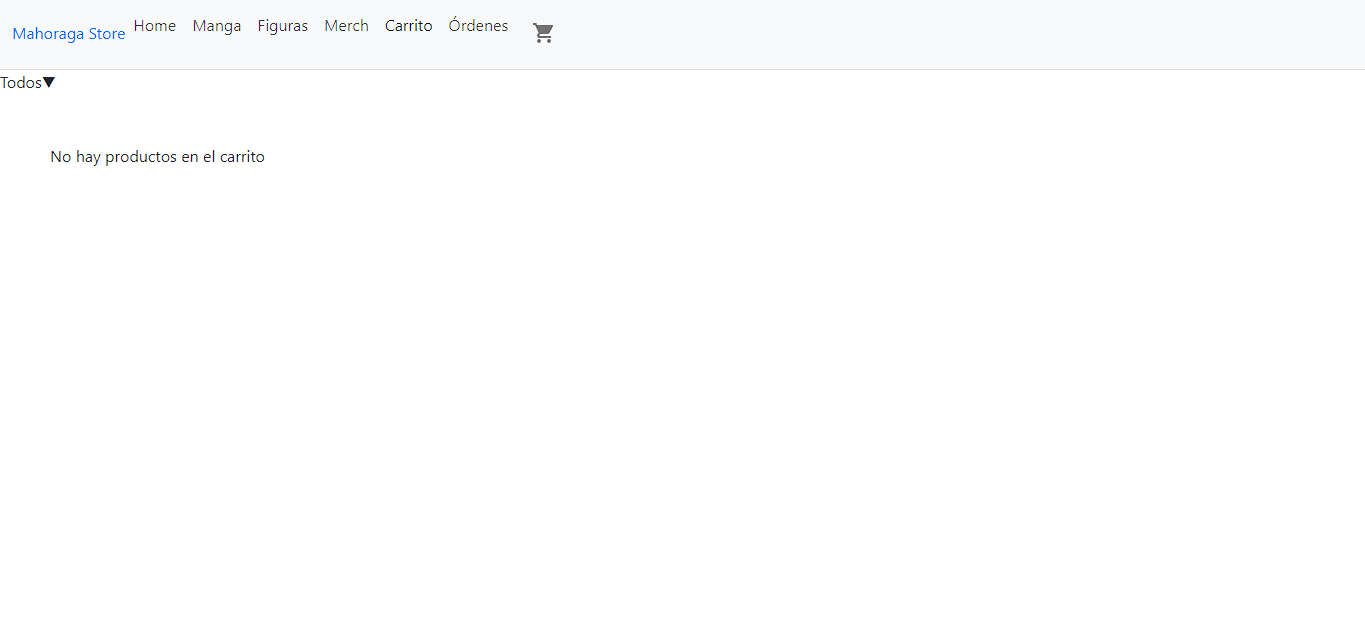 Mahoraga Store Home Manga Figuras Merch Carrito Órdenes
Todos▼
No hay productos en el carrito